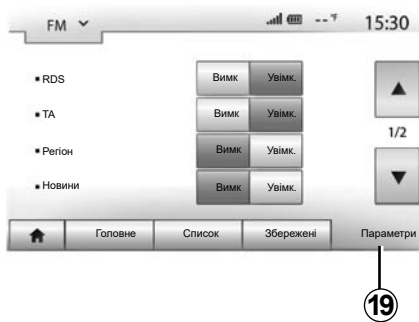 FM -- °F 15:30
RDS Вимк Увімк.
TA Вимк Увімк.
1/2
Регіон Вимк Увімк.
Новини Вимк Увімк.
Головне Список Збережені Параметри
19